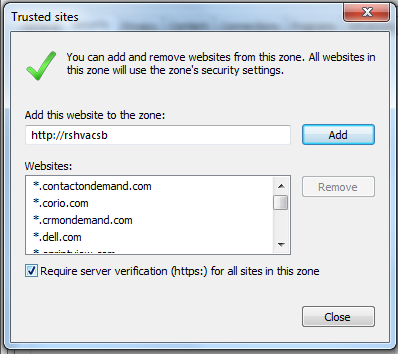 Trusted sites
You can add and remove websites from this zone. All websites in
this zone will use the zone's security settings.
Add this website to the zone:
http://rshvacsb
Add
Websites:
*.contactondemand.com
*.corio.com
*.crmondemand.com
*.dell.com
Remove
Require server verification (https:) for all sites in this zone
Close